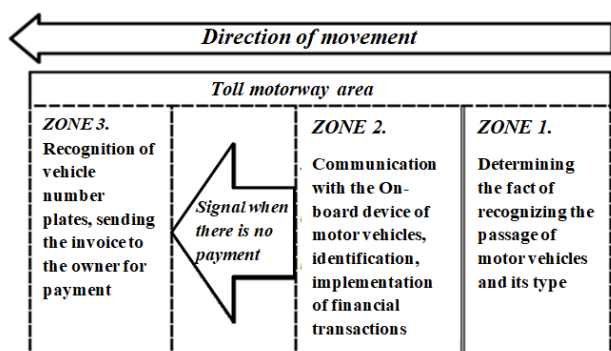 Direction of movement
Toll motorway area
ZONE 3.
Recognition of
vehicle
number
plates, sending
the invoice to
the owner for
payment
Signal when
there is no
payment
ZONE 2.
Communication
with the On-
board device of
motor vehicles,
identification,
implementation
of financial
transactions
ZONE 1.
Determining
the fact of
recognizing the
passage of
motor vehicles
and its type